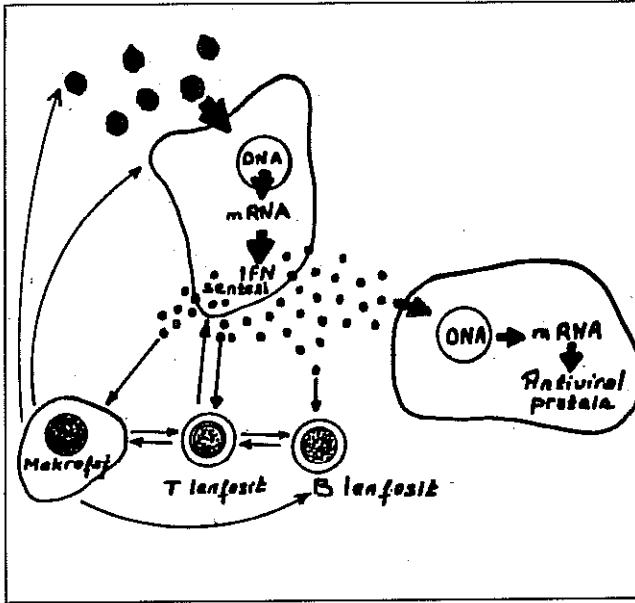 DNA
mRNA
IFN
sentezi
DNA
mRNA
Antiviral
protein
Makrofaj
T lenfosit
B lenfosit